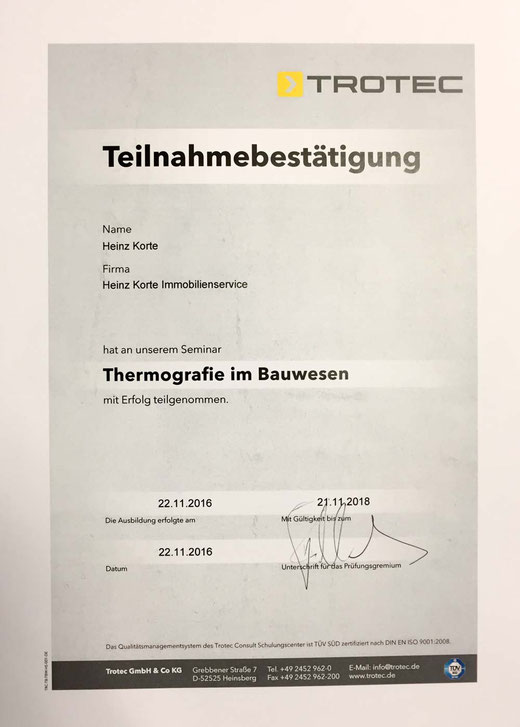 TROTEC
Teilnahmebestätigung
Name
Heinz Korte
Firma
Heinz Korte Immobilienservice
hat an unserem Seminar
Thermografie im Bauwesen
mit Erfolg teilgenommen.
22.11.2016 21.11.2018
Die Ausbildung erfolgte am Mit Gültigkeit bis zum
22.11.2016
Datum Unterschrift für das Prüfungsgremium
Das Qualitätsmanagementsystem des Trotec Consult Schulungscenter ist TÜV SÜD zertifiziert nach DIN EN ISO 9001:2008.
Trotec GmbH & Co KG Grebbener Straße 7 Tel. +49 2452 962-0 E-Mail: info@trotec.de
D-52525 Heinsberg Fax +49 2452 962-200 www.trotec.de
TÜV